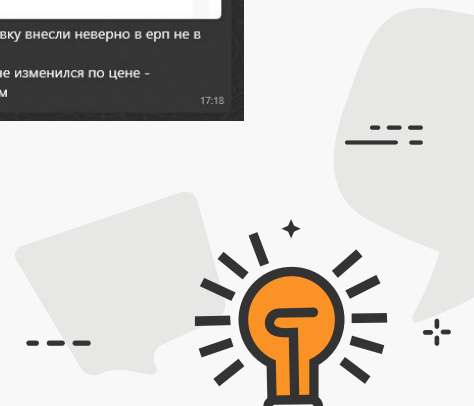 вку внесли неверно в ерп не в
не изменился по цене -
м
17:18